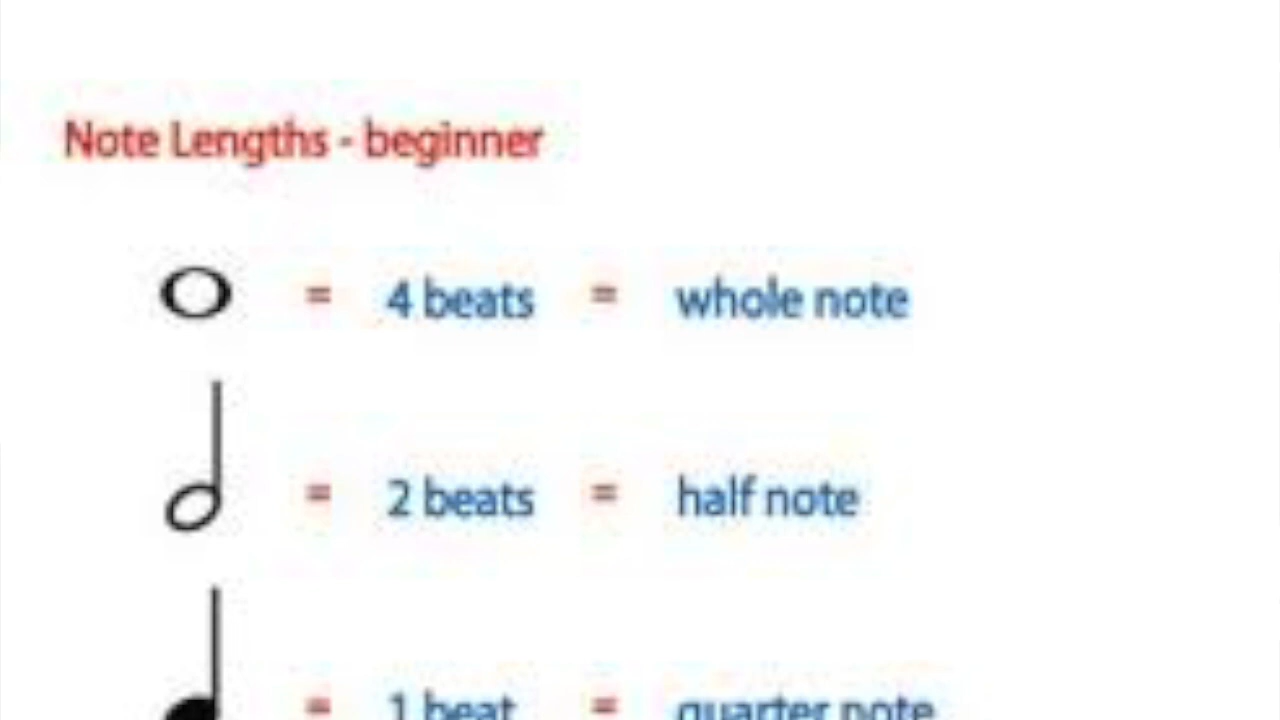 Note Lengths - beginner
= 4 beats = whole note
= 2 beats = half note
= 1 beat = quarter note